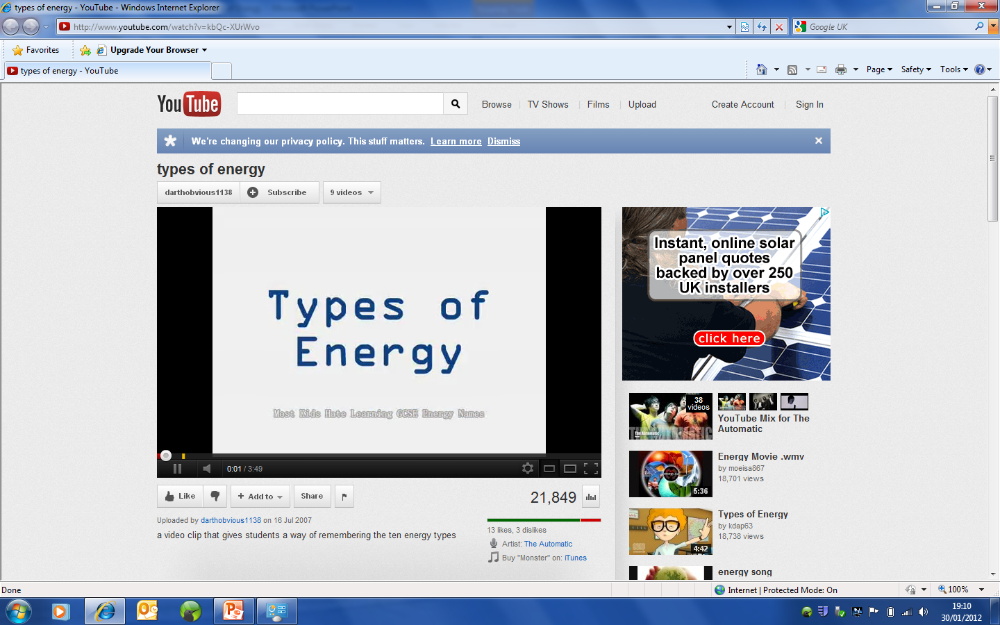 types of energy - YouTube - Windows Internet Explorer
http://www.youtube.com/watch?v=kbQc-XUrWvo
Google UK
Favorites
Upgrade Your Browser
types of energy - YouTube
Page
Safety
Tools
YouTube
Browse
TV Shows
Films
Upload
Create Account
Sign In
We're changing our privacy policy. This stuff matters. Learn more Dismiss
types of energy
darthobvious1138
Subscribe
9 videos
Types of
Energy
Most Kids Hate Learning GCSE Energy Names
0:01 / 3:49
Like
Add to
Share
21,849
Uploaded by darthobvious1138 on 16 Jul 2007
a video clip that gives students a way of remembering the ten energy types
13 likes, 3 dislikes
Artist: The Automatic
Buy "Monster" on: iTunes
Instant, online solar
panel quotes
backed by over 250
UK installers
click here
38
videos
The Automatic
YouTube Mix for The
Automatic
Energy Movie .wmv
by moeisa867
18,701 views
5:36
Types of Energy
by kdap63
18,738 views
4:42
energy song
Done
Internet | Protected Mode: On
100%
19:10
30/01/2012